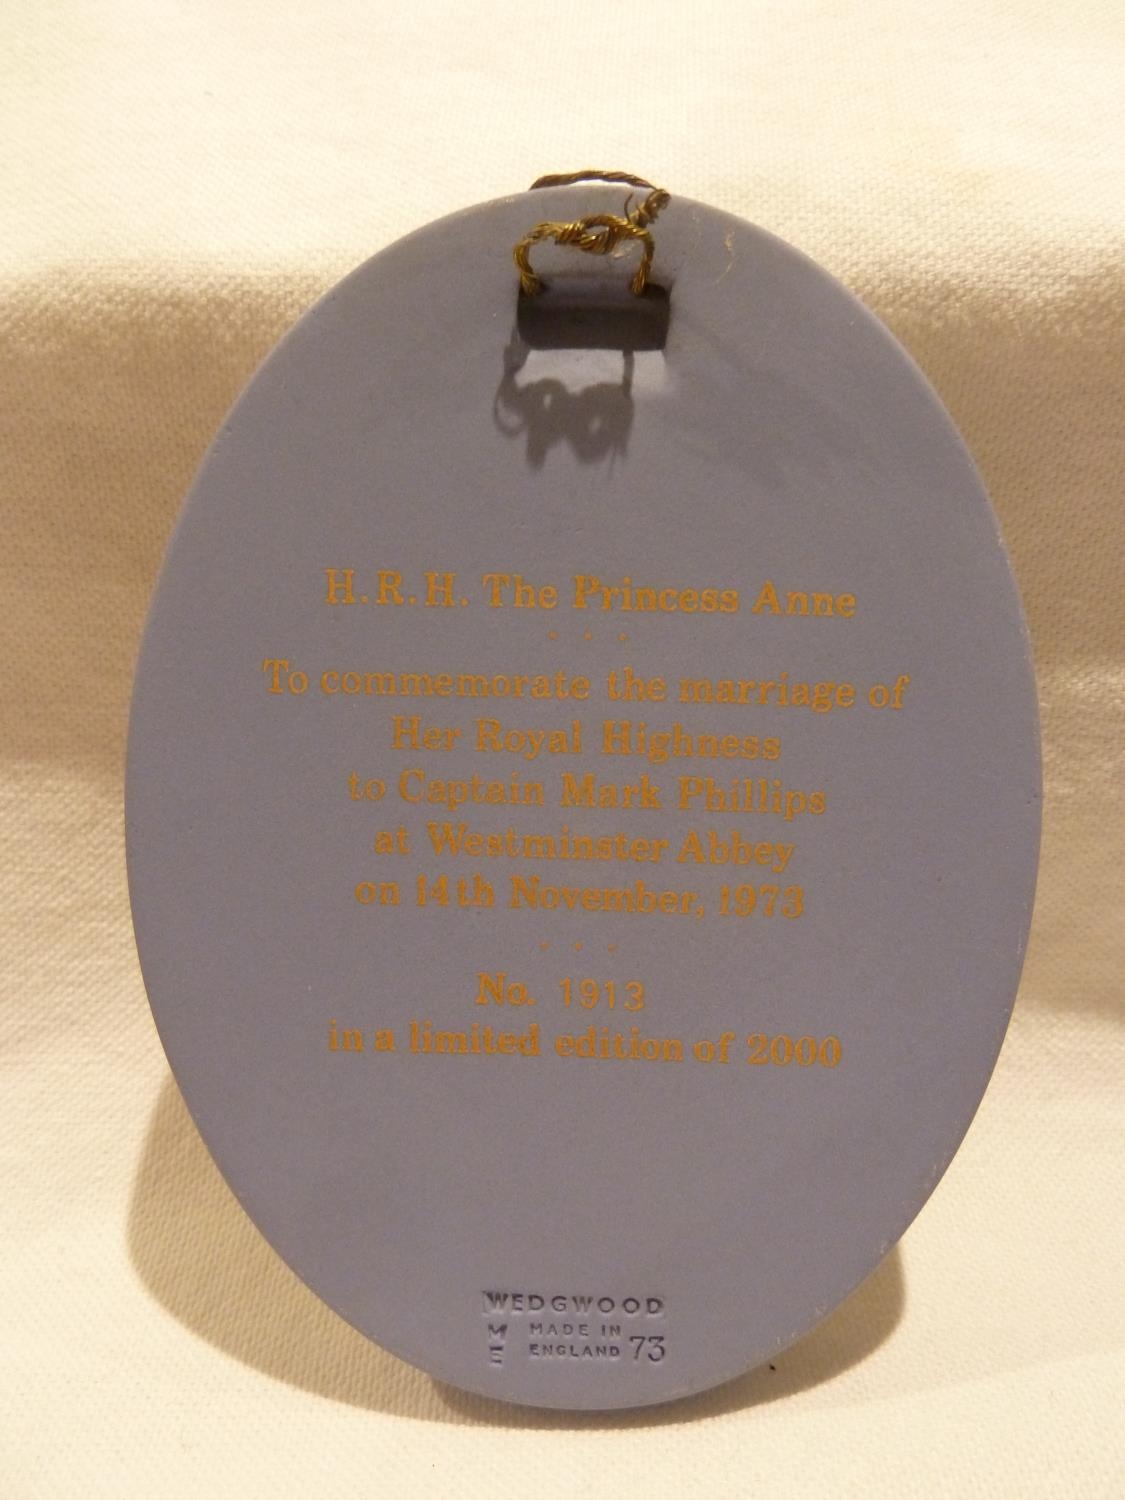 H.R.H. The Princess Anne
. . .
To commemorate the marriage of
Her Royal Highness
to Captain Mark Phillips
at Westminster Abbey
on 14th November, 1973
. . .
No. 1913
in a limited edition of 2000
WEDGWOOD
M MADE IN
E ENGLAND 73